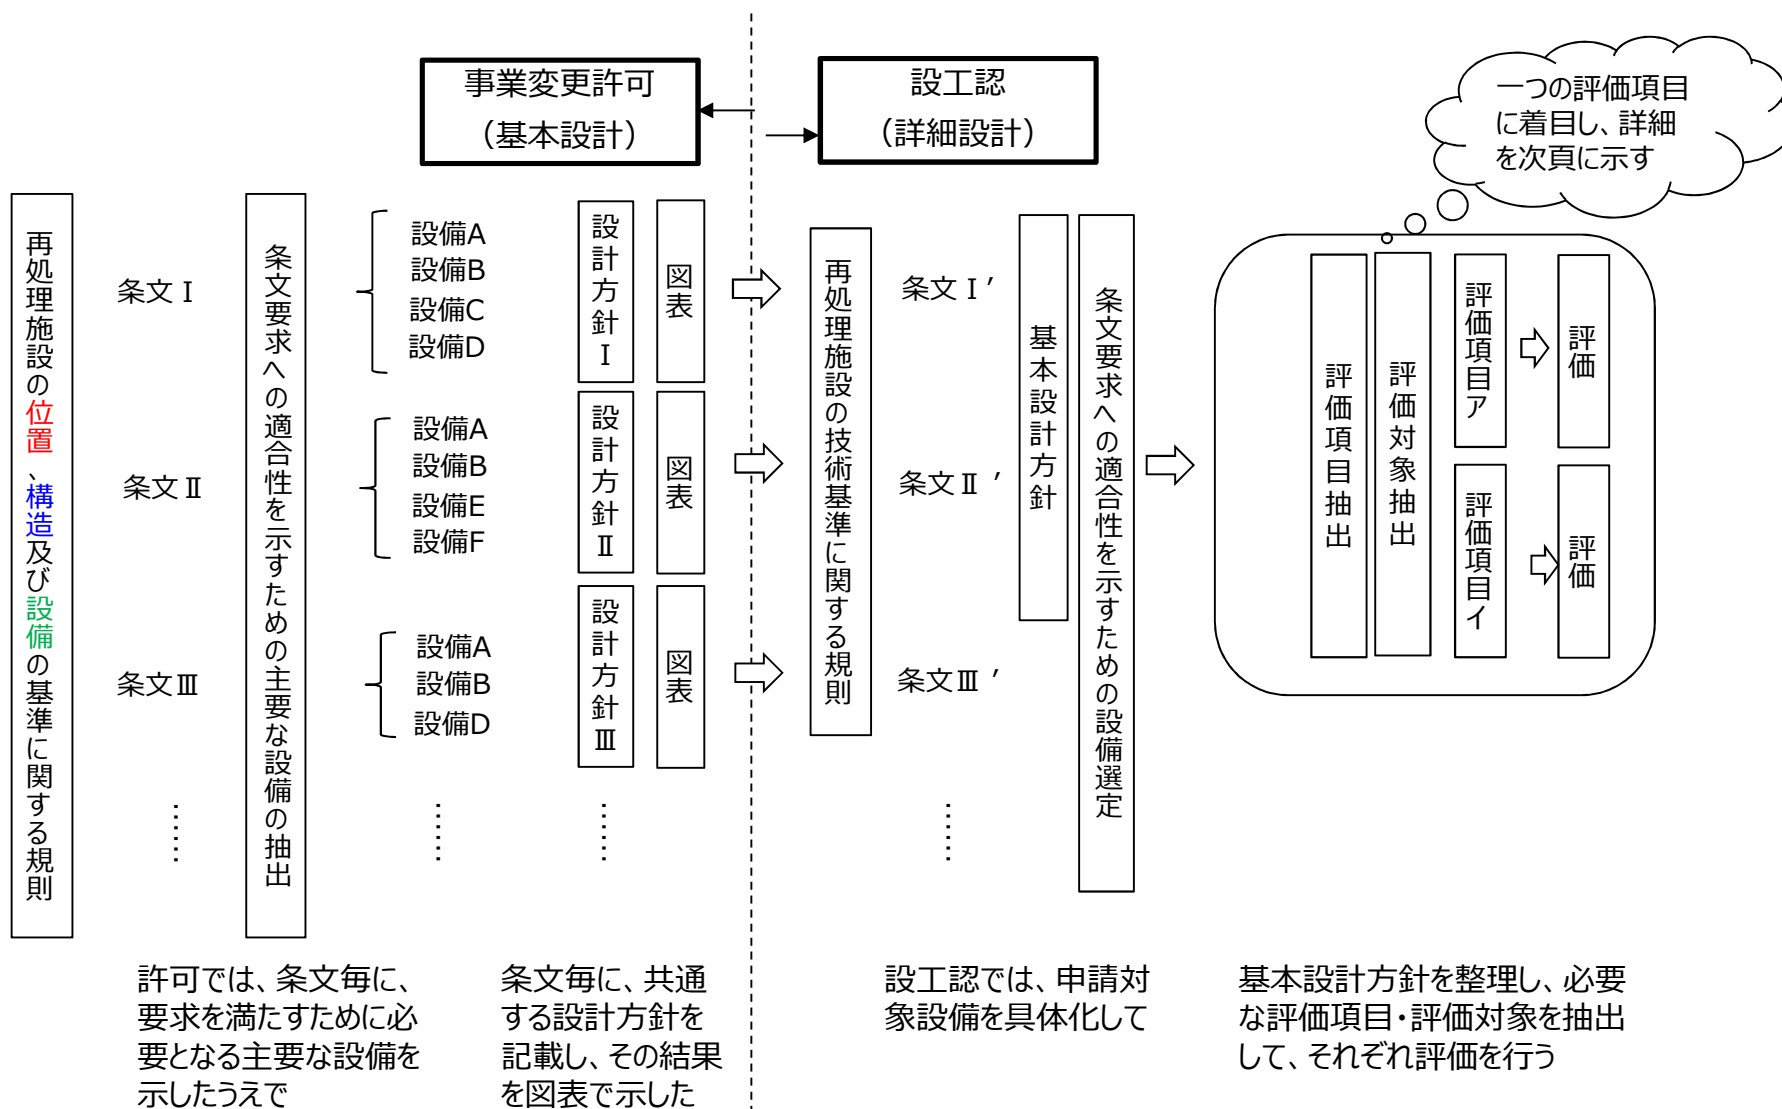 事業変更許可
（基本設計）
設工認
（詳細設計）
一つの評価項目
に着目し、詳細
を次頁に示す
再処理施設の位置、構造及び設備の基準に関する規則
条文Ⅰ
条文Ⅱ
条文Ⅲ
……
条文要求への適合性を示すための主要な設備の抽出
設備A
設備B
設備C
設備D
設備A
設備B
設備E
設備F
設備A
設備B
設備D
……
設計方針Ⅰ
図表
設計方針Ⅱ
図表
設計方針Ⅲ
図表
……
再処理施設の技術基準に関する規則
条文Ⅰ′
条文Ⅱ′
条文Ⅲ′
……
基本設計方針
条文要求への適合性を示すための設備選定
評価項目抽出
評価対象抽出
評価項目ア
評価
評価項目イ
評価
許可では、条文毎に、
要求を満たすために必
要となる主要な設備を
示したうえで
条文毎に、共通
する設計方針を
記載し、その結果
を図表で示した
設工認では、申請対
象設備を具体化して
基本設計方針を整理し、必要
な評価項目・評価対象を抽出
して、それぞれ評価を行う